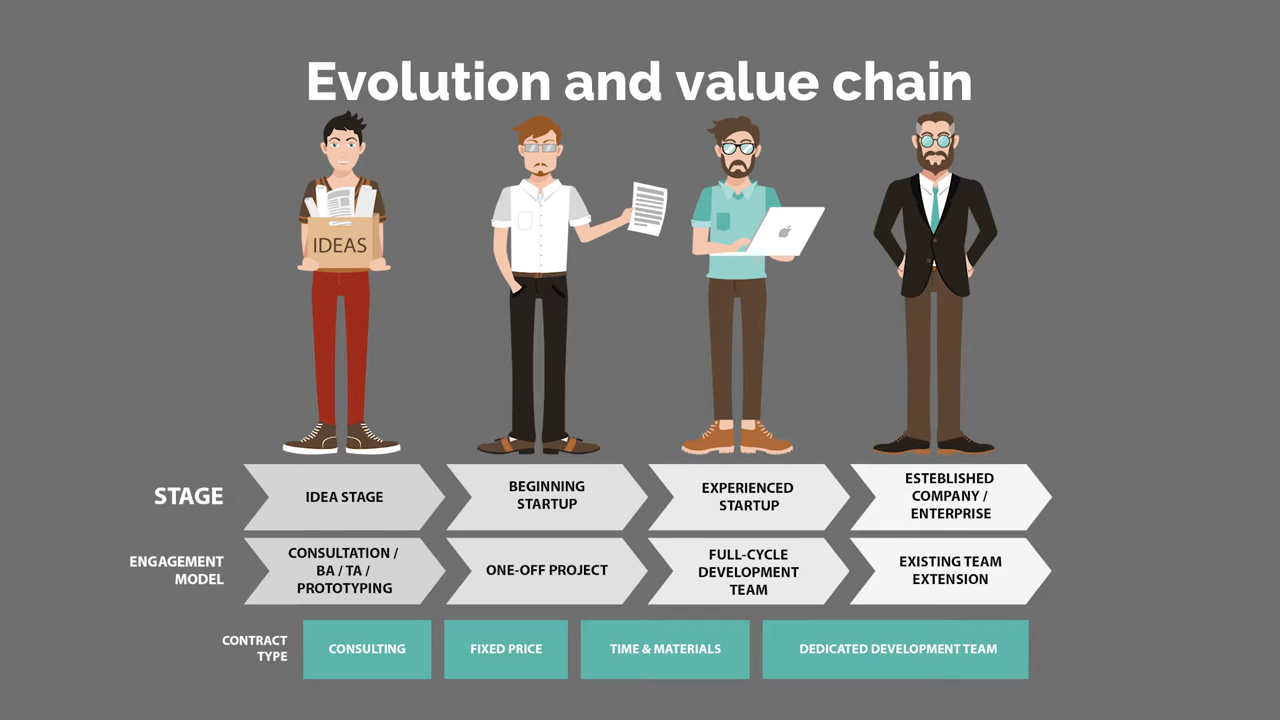 Evolution and value chain
IDEAS
STAGE
IDEA STAGE
BEGINNING
STARTUP
EXPERIENCED
STARTUP
ESTEBLISHED
COMPANY /
ENTERPRISE
ENGAGEMENT
MODEL
CONSULTATION /
BA / TA /
PROTOTYPING
ONE-OFF PROJECT
FULL-CYCLE
DEVELOPMENT
TEAM
EXISTING TEAM
EXTENSION
CONTRACT
TYPE
CONSULTING
FIXED PRICE
TIME & MATERIALS
DEDICATED DEVELOPMENT TEAM